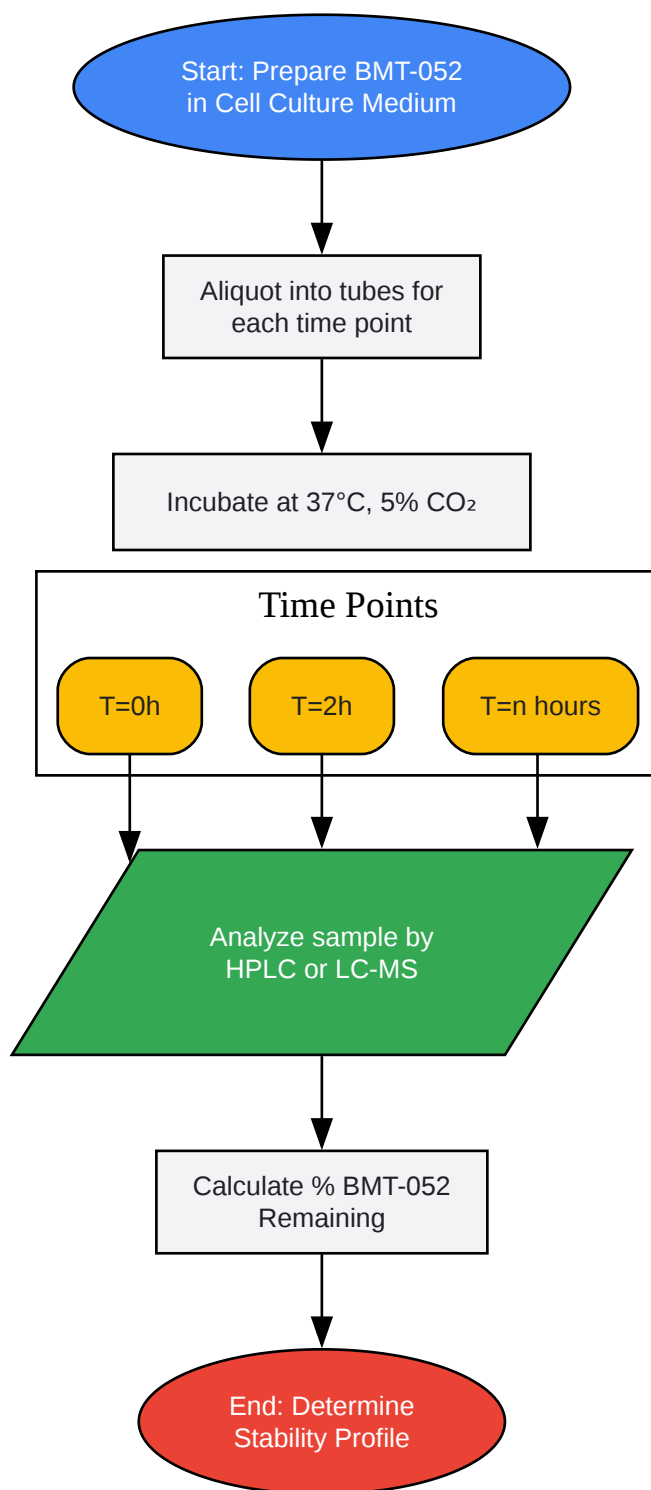 Start: Prepare BMT-052
in Cell Culture Medium
Aliquot into tubes for
each time point
Incubate at 37°C, 5% CO₂
Time Points
T=0h
T=2h
T=n hours
Analyze sample by
HPLC or LC-MS
Calculate % BMT-052
Remaining
End: Determine
Stability Profile